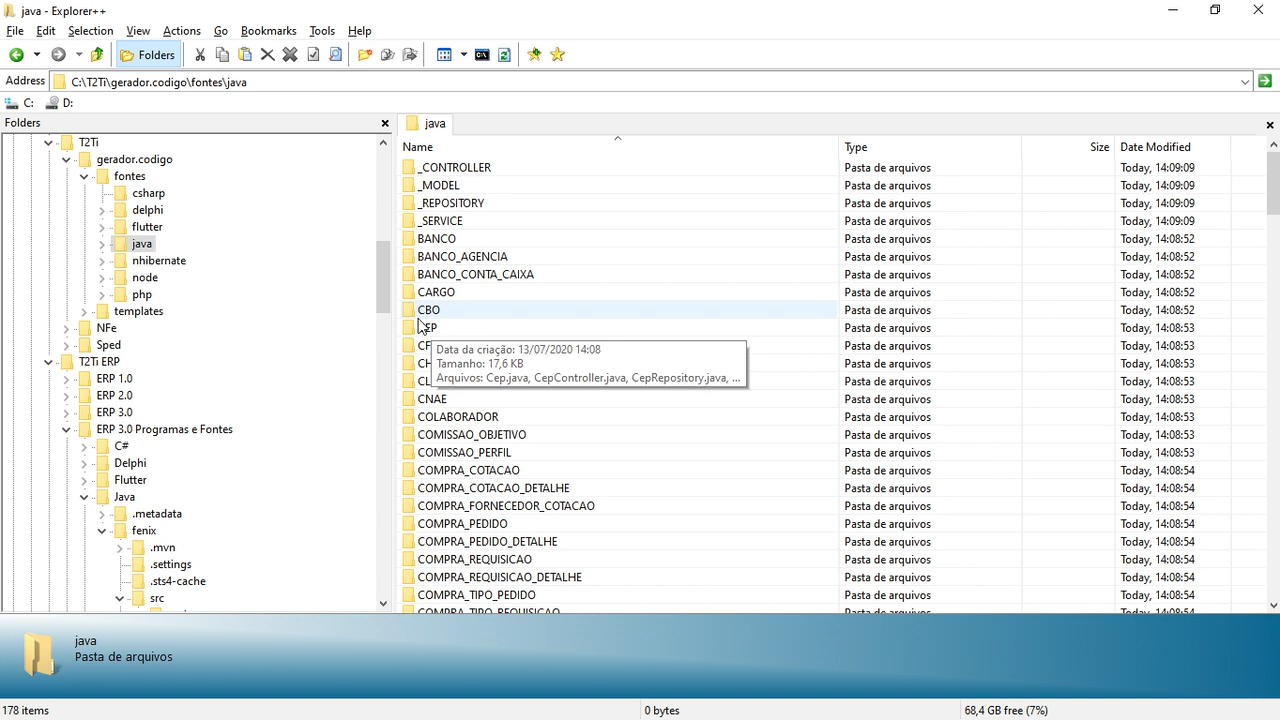 java - Explorer++
File Edit Selection View Actions Go Bookmarks Tools Help
Folders
Address C:\T2Ti\gerador.codigo\fontes\java
C: D:
Folders
T2Ti
gerador.codigo
fontes
csharp
delphi
flutter
java
nhibernate
node
php
templates
NFe
Sped
T2Ti ERP
ERP 1.0
ERP 2.0
ERP 3.0
ERP 3.0 Programas e Fontes
C#
Delphi
Flutter
Java
.metadata
fenix
.mvn
.settings
.sts4-cache
src
java
Name Type Size Date Modified
_CONTROLLER Pasta de arquivos Today, 14:09:09
_MODEL Pasta de arquivos Today, 14:09:09
_REPOSITORY Pasta de arquivos Today, 14:09:09
_SERVICE Pasta de arquivos Today, 14:09:09
BANCO Pasta de arquivos Today, 14:08:52
BANCO_AGENCIA Pasta de arquivos Today, 14:08:52
BANCO_CONTA_CAIXA Pasta de arquivos Today, 14:08:52
CARGO Pasta de arquivos Today, 14:08:52
CBO Pasta de arquivos Today, 14:08:52
Pasta de arquivos Today, 14:08:53
Pasta de arquivos Today, 14:08:53
Pasta de arquivos Today, 14:08:53
Pasta de arquivos Today, 14:08:53
Data da criação: 13/07/2020 14:08
Tamanho: 17,6 KB
Arquivos: Cep.java, CepController.java, CepRepository.java, ...
CNAE Pasta de arquivos Today, 14:08:53
COLABORADOR Pasta de arquivos Today, 14:08:53
COMISSAO_OBJETIVO Pasta de arquivos Today, 14:08:53
COMISSAO_PERFIL Pasta de arquivos Today, 14:08:53
COMPRA_COTACAO Pasta de arquivos Today, 14:08:54
COMPRA_COTACAO_DETALHE Pasta de arquivos Today, 14:08:54
COMPRA_FORNECEDOR_COTACAO Pasta de arquivos Today, 14:08:54
COMPRA_PEDIDO Pasta de arquivos Today, 14:08:54
COMPRA_PEDIDO_DETALHE Pasta de arquivos Today, 14:08:54
COMPRA_REQUISICAO Pasta de arquivos Today, 14:08:54
COMPRA_REQUISICAO_DETALHE Pasta de arquivos Today, 14:08:54
COMPRA_TIPO_PEDIDO Pasta de arquivos Today, 14:08:54
COMPRA_TIPO_REQUISICAO Pasta de arquivos Today, 14:08:54
java
Pasta de arquivos
178 items 0 bytes 68,4 GB free (7%)